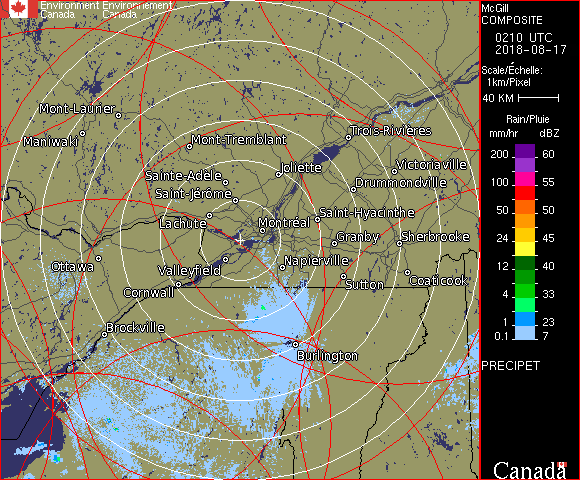 Environment Environnement
Canada Canada
McGill
COMPOSITE
0210 UTC
2018-08-17
Scale/Échelle:
1km/Pixel
40 KM
Rain/Pluie
mm/hr dBZ
200 60
100 55
50 50
24 45
12 40
4 33
1 23
0.1 7
PRECIPET
Canada
Mont-Laurier
Maniwaki
Mont-Tremblant
Trois-Rivières
Joliette
Victoriaville
Sainte-Adèle
Drummondville
Saint-Jérôme
Lachute
Saint-Hyacinthe
Montréal
Granby
Sherbrooke
Ottawa
Valleyfield
Napierville
Cornwall
Sutton
Coaticook
Brockville
Burlington